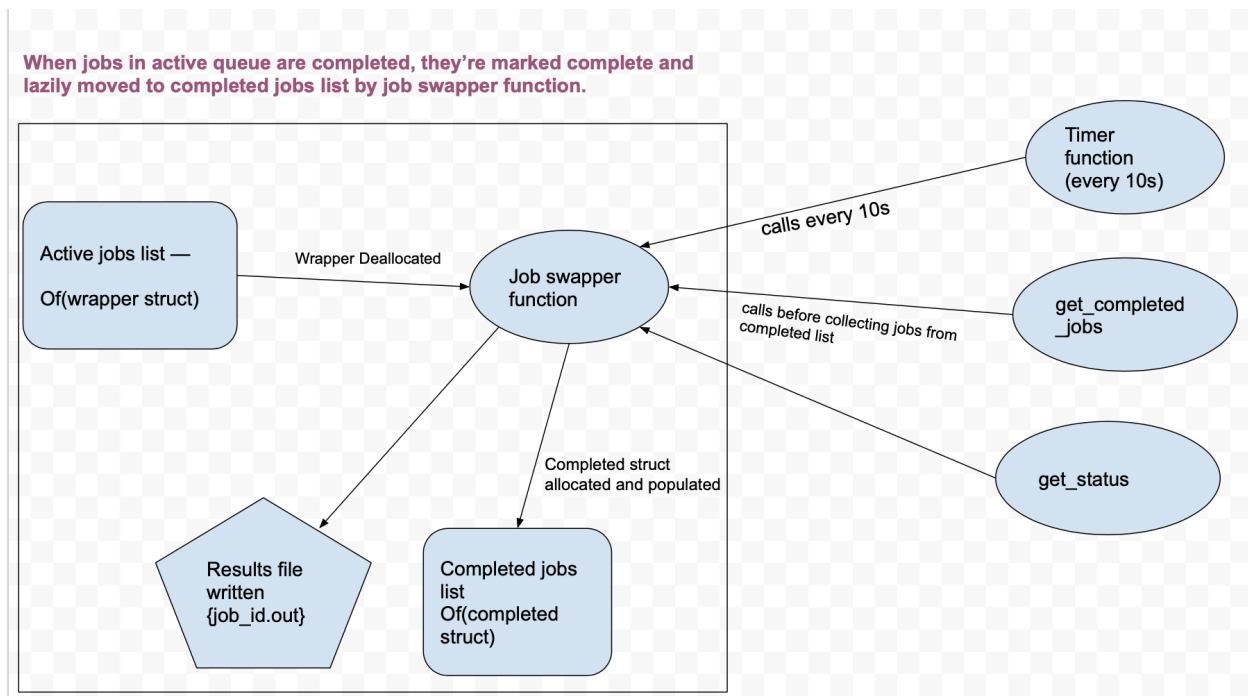 When jobs in active queue are completed, they’re marked complete and
lazily moved to completed jobs list by job swapper function.
Timer
function
(every 10s)
calls every 10s
Active jobs list —
Of(wrapper struct)
Wrapper Deallocated
Job swapper
function
get_completed
_jobs
calls before collecting jobs from
completed list
get_status
Completed struct
allocated and populated
Results file
written
{job_id.out}
Completed jobs
list
Of(completed
struct)